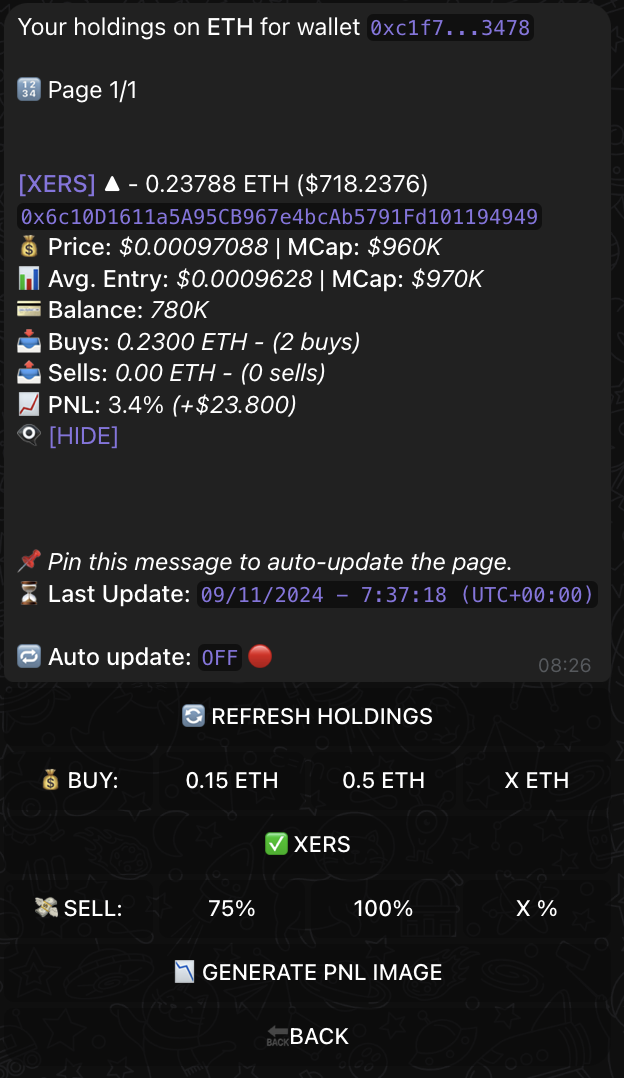 Your holdings on ETH for wallet 0xc1f7...3478
🔢 Page 1/1
[XERS] ▲ - 0.23788 ETH ($718.2376)
0x6c10D1611a5A95CB967e4bcAb5791Fd101194949
💰 Price: $0.00097088 | MCap: $960K
📊 Avg. Entry: $0.0009628 | MCap: $970K
💳 Balance: 780K
📥 Buys: 0.2300 ETH - (2 buys)
📤 Sells: 0.00 ETH - (0 sells)
📈 PNL: 3.4% (+$23.800)
👁 [HIDE]
📌 Pin this message to auto-update the page.
⏳ Last Update: 09/11/2024 - 7:37:18 (UTC+00:00)
🔁 Auto update: OFF 🔴
08:26
🔄 REFRESH HOLDINGS
💰 BUY: 0.15 ETH 0.5 ETH X ETH
✅ XERS
💸 SELL: 75% 100% X %
📉 GENERATE PNL IMAGE
🔙BACK